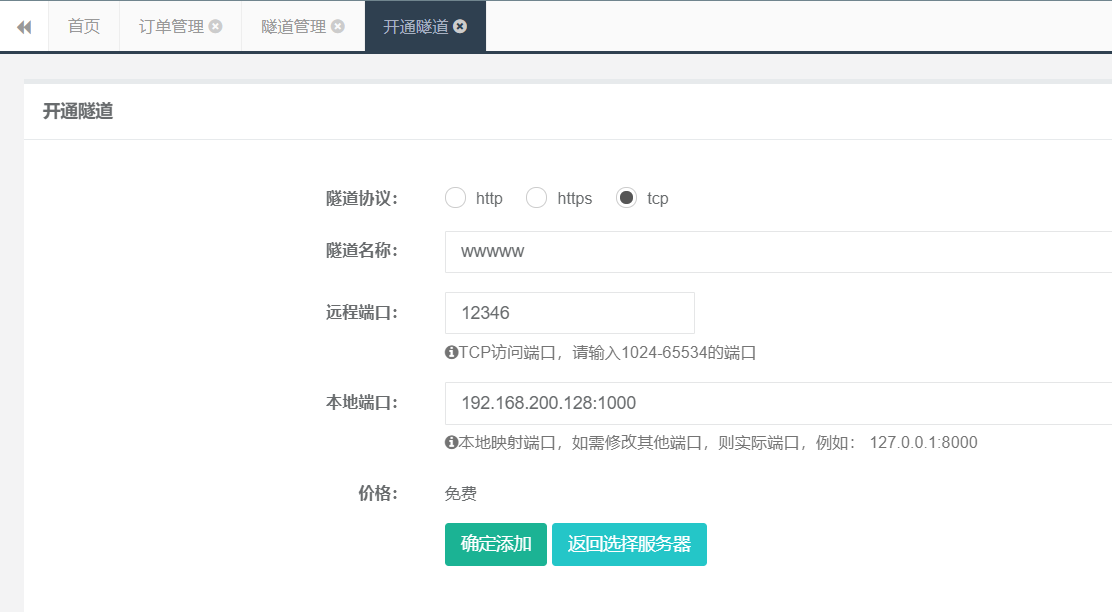 首页 订单管理 隧道管理 开通隧道
开通隧道
隧道协议： http https tcp
隧道名称： wwwww
远程端口： 12346
TCP访问端口，请输入1024-65534的端口
本地端口： 192.168.200.128:1000
本地映射端口，如需修改其他端口，则实际端口，例如： 127.0.0.1:8000
价格： 免费
确定添加 返回选择服务器